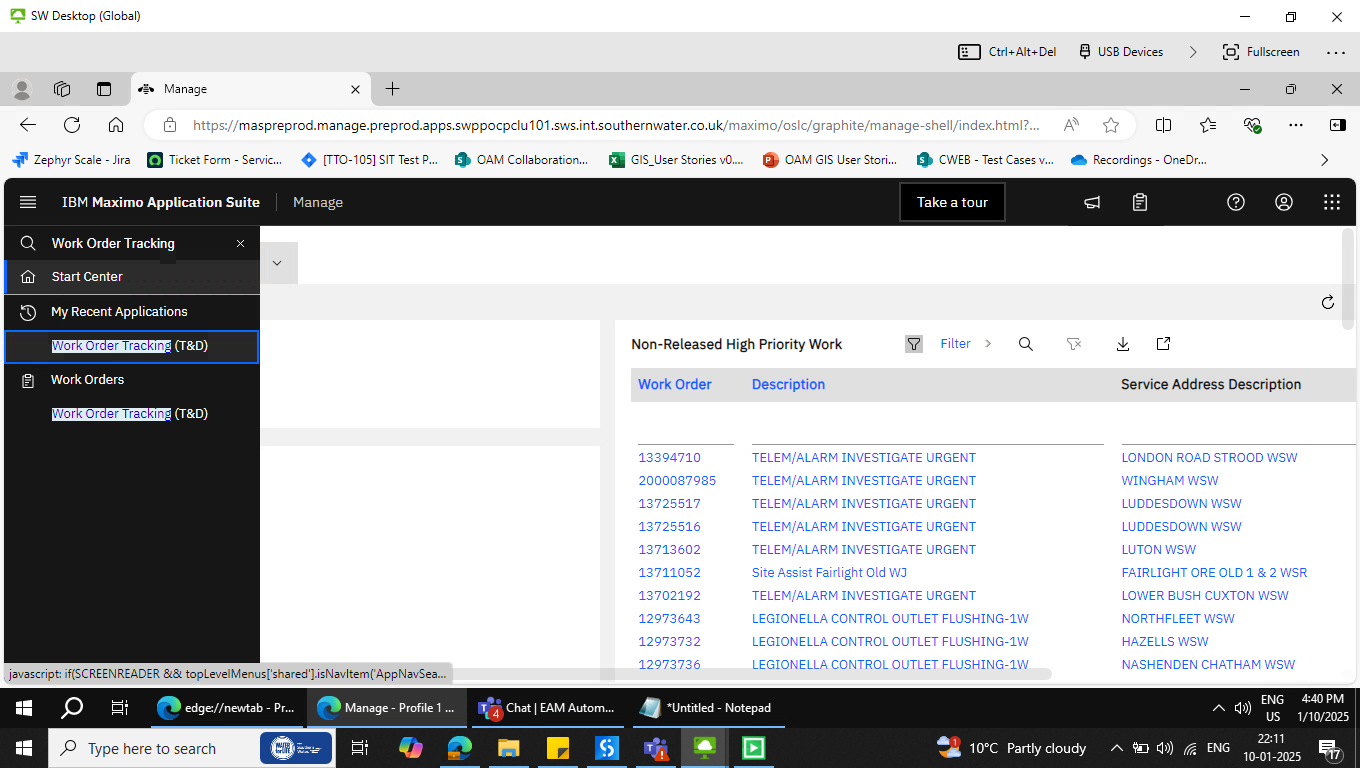 SW Desktop (Global)
Ctrl+Alt+Del
USB Devices
Fullscreen
Manage
https://maspreprod.manage.preprod.apps.swppocpclu101.sws.int.southernwater.co.uk/maximo/oslc/graphite/manage-shell/index.html?...
Zephyr Scale - Jira
Ticket Form - Servic...
[TTO-105] SIT Test P...
OAM Collaboration...
GIS_User Stories v0....
OAM GIS User Stori...
CWEB - Test Cases v...
Recordings - OneDr...
IBM Maximo Application Suite
Manage
Take a tour
Work Order Tracking
Start Center
My Recent Applications
Work Order Tracking (T&D)
Work Orders
Work Order Tracking (T&D)
Non-Released High Priority Work
Filter
Work Order Description Service Address Description
13394710 TELEM/ALARM INVESTIGATE URGENT LONDON ROAD STROOD WSW
2000087985 TELEM/ALARM INVESTIGATE URGENT WINGHAM WSW
13725517 TELEM/ALARM INVESTIGATE URGENT LUDDESDOWN WSW
13725516 TELEM/ALARM INVESTIGATE URGENT LUDDESDOWN WSW
13713602 TELEM/ALARM INVESTIGATE URGENT LUTON WSW
13711052 Site Assist Fairlight Old WJ FAIRLIGHT ORE OLD 1 & 2 WSR
13702192 TELEM/ALARM INVESTIGATE URGENT LOWER BUSH CUXTON WSW
12973643 LEGIONELLA CONTROL OUTLET FLUSHING-1W NORTHFLEET WSW
12973732 LEGIONELLA CONTROL OUTLET FLUSHING-1W HAZELLS WSW
12973736 LEGIONELLA CONTROL OUTLET FLUSHING-1W NASHENDEN CHATHAM WSW
javascript: if(SCREENREADER && topLevelMenus['shared'].isNavItem('AppNavSea...
edge://newtab - Pr...
Manage - Profile 1 ...
4
Chat | EAM Autom...
*Untitled - Notepad
ENG
US
4:40 PM
1/10/2025
Type here to search
1
10°C Partly cloudy
ENG
22:11
10-01-2025
17